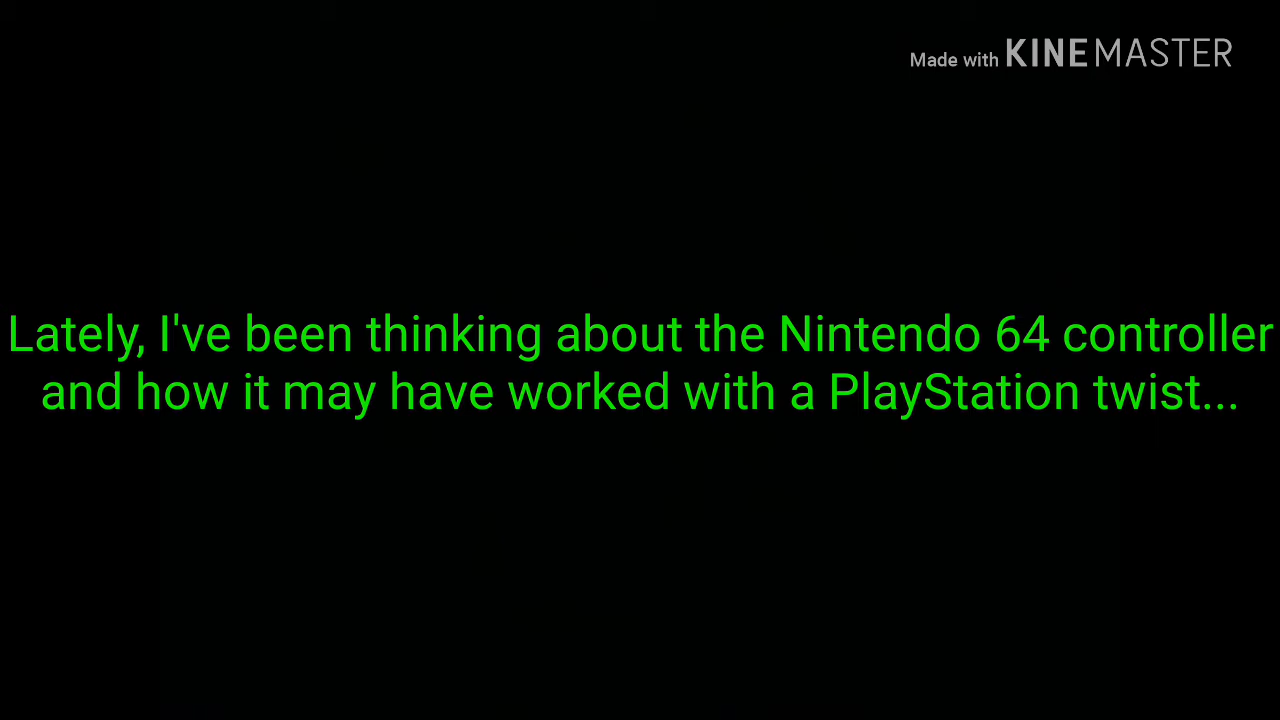 Made with KINEMASTER
Lately, I've been thinking about the Nintendo 64 controller
and how it may have worked with a PlayStation twist...